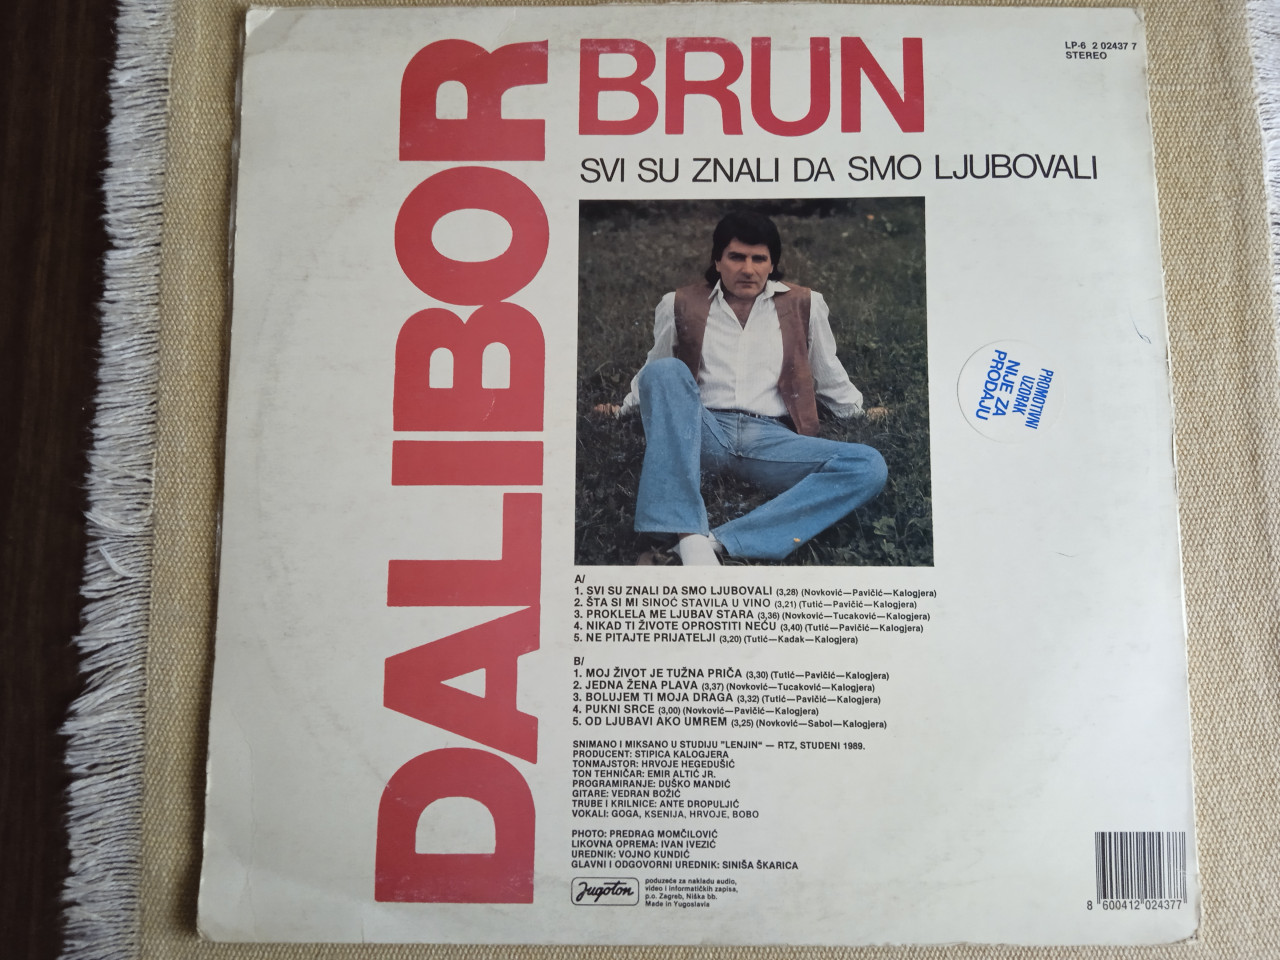 DALIBOR
BRUN
LP-6 2 02437 7
STEREO
SVI SU ZNALI DA SMO LJUBOVALI
PROMOTIVNI
UZORAK
NIJE ZA
PRODAJU
A/
1. SVI SU ZNALI DA SMO LJUBOVALI (3,28) (Novković—Pavičić—Kalogjera)
2. ŠTA SI MI SINOĆ STAVILA U VINO (3,21) (Tutić—Pavičić—Kalogjera)
3. PROKLELA ME LJUBAV STARA (3,36) (Novković—Tucaković—Kalogjera)
4. NIKAD TI ŽIVOTE OPROSTITI NEĆU (3,40) (Tutić—Pavičić—Kalogjera)
5. NE PITAJTE PRIJATELJI (3,20) (Tutić—Kadak—Kalogjera)
B/
1. MOJ ŽIVOT JE TUŽNA PRIČA (3,30) (Tutić—Pavičić—Kalogjera)
2. JEDNA ŽENA PLAVA (3,37) (Novković—Tucaković—Kalogjera)
3. BOLUJEM TI MOJA DRAGA (3,32) (Tutić—Pavičić—Kalogjera)
4. PUKNI SRCE (3,00) (Novković—Pavičić—Kalogjera)
5. OD LJUBAVI AKO UMREM (3,25) (Novković—Sabol—Kalogjera)
SNIMANO I MIKSANO U STUDIJU "LENJIN" — RTZ, STUDENI 1989.
PRODUCENT: STIPICA KALOGJERA
TONMAJSTOR: HRVOJE HEGEDUŠIĆ
TON TEHNIČAR: EMIR ALTIĆ JR.
PROGRAMIRANJE: DUŠKO MANDIĆ
GITARE: VEDRAN BOŽIĆ
TRUBE I KRILNICE: ANTE DROPULJIĆ
VOKALI: GOGA, KSENIJA, HRVOJE, BOBO
PHOTO: PREDRAG MOMČILOVIĆ
LIKOVNA OPREMA: IVAN IVEZIĆ
UREDNIK: VOJNO KUNDIĆ
GLAVNI I ODGOVORNI UREDNIK: SINIŠA ŠKARICA
Jugoton
poduzeće za nakladu audio,
video i informatičkih zapisa,
p.o. Zagreb, Niška bb.
Made in Yugoslavia
8 600412 024377